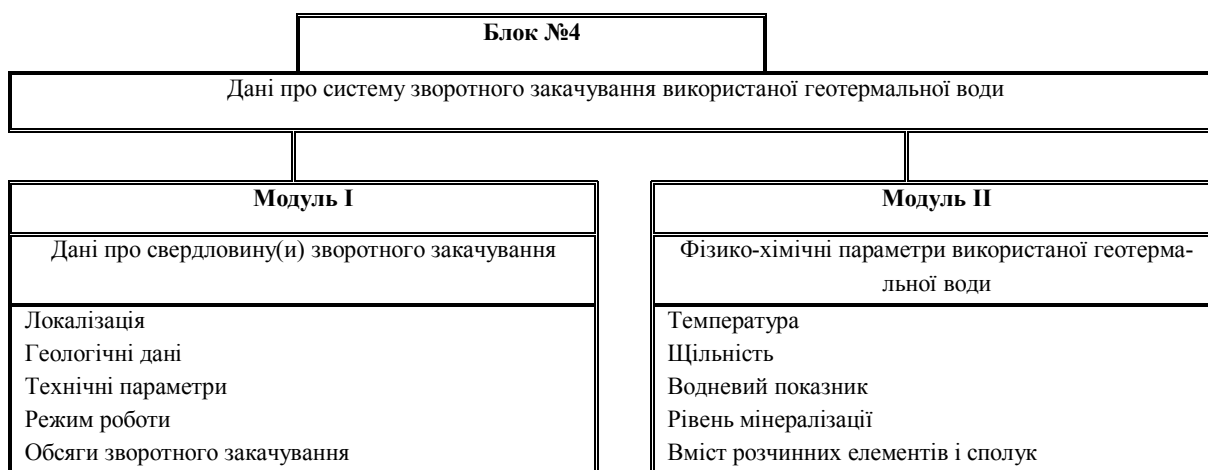 Блок №4
Дані про систему зворотного закачування використаної геотермальної води
Модуль I
Дані про свердловину(и) зворотного закачування
Локалізація
Геологічні дані
Технічні параметри
Режим роботи
Обсяги зворотного закачування
Модуль II
Фізико-хімічні параметри використаної геотерма-
льної води
Температура
Щільність
Водневий показник
Рівень мінералізації
Вміст розчинних елементів і сполук